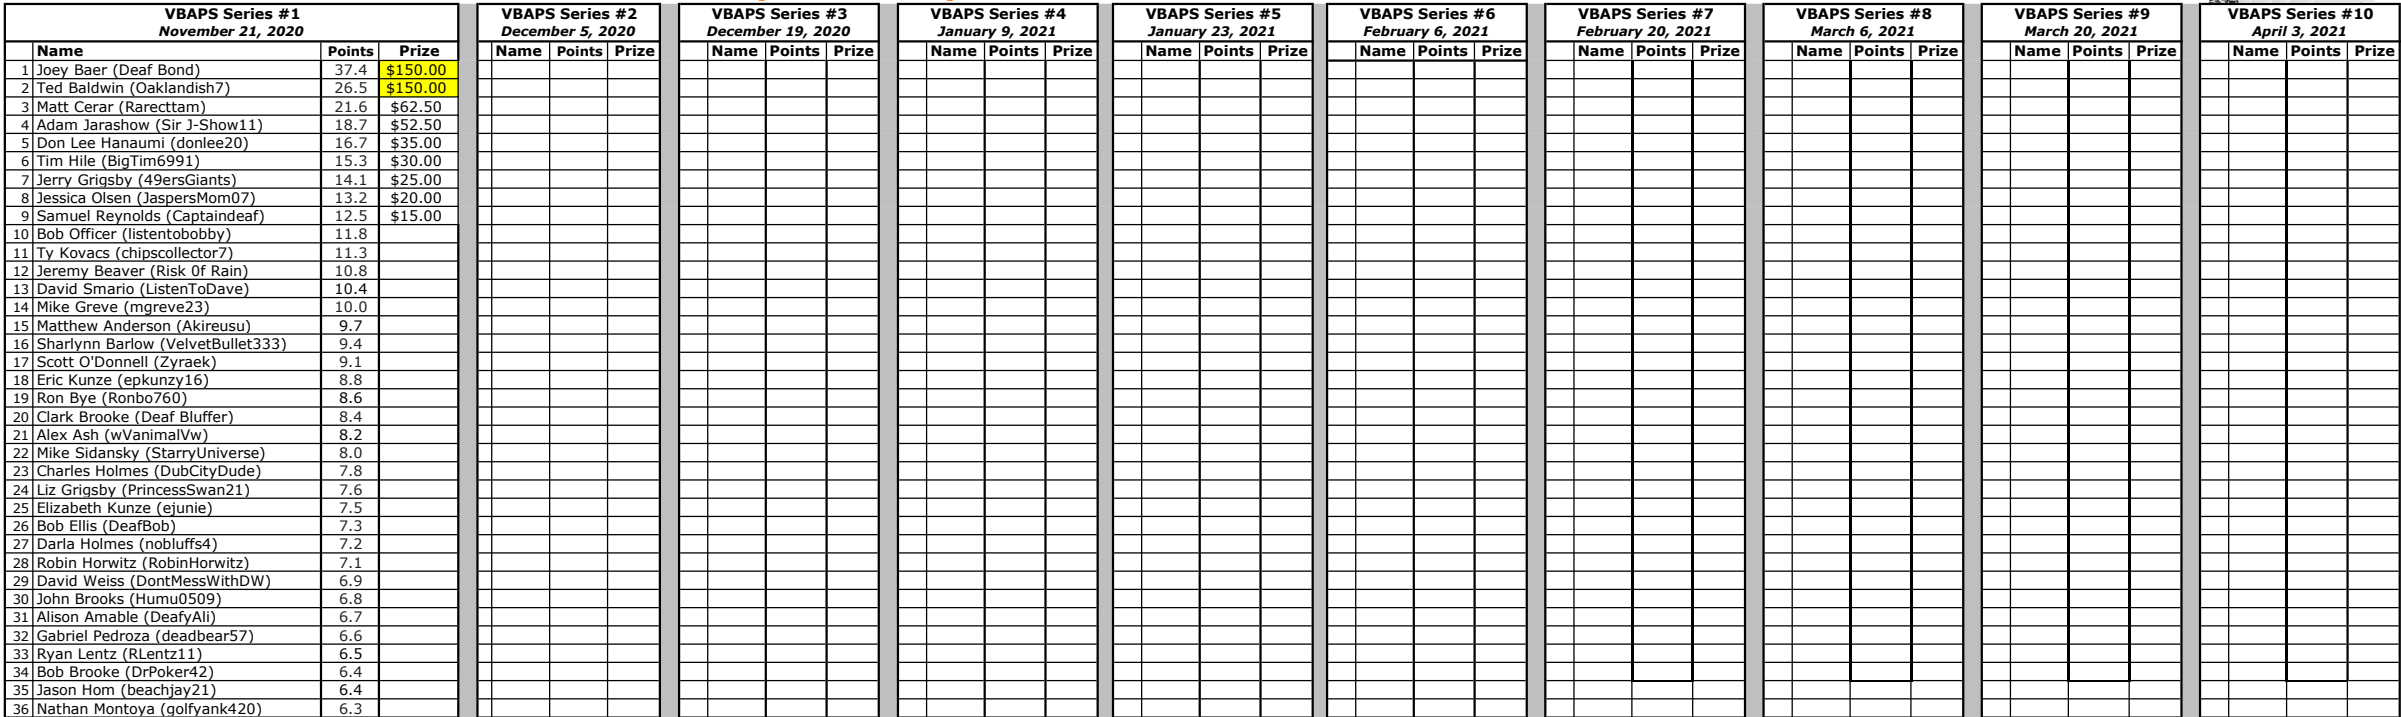 VBAPS Series #1 VBAPS Series #2 VBAPS Series #3 VBAPS Series #4 VBAPS Series #5 VBAPS Series #6 VBAPS Series #7 VBAPS Series #8 VBAPS Series #9 VBAPS Series #10
November 21, 2020 December 5, 2020 December 19, 2020 January 9, 2021 January 23, 2021 February 6, 2021 February 20, 2021 March 6, 2021 March 20, 2021 April 3, 2021
Name Points Prize Name Points Prize Name Points Prize Name Points Prize Name Points Prize Name Points Prize Name Points Prize Name Points Prize Name Points Prize Name Points Prize
1 Joey Baer (Deaf Bond) 37.4 $150.00
2 Ted Baldwin (Oaklandish7) 26.5 $150.00
3 Matt Cerar (Rarecttam) 21.6 $62.50
4 Adam Jarashow (Sir J-Show11) 18.7 $52.50
5 Don Lee Hanaumi (donlee20) 16.7 $35.00
6 Tim Hile (BigTim6991) 15.3 $30.00
7 Jerry Grigsby (49ersGiants) 14.1 $25.00
8 Jessica Olsen (JaspersMom07) 13.2 $20.00
9 Samuel Reynolds (Captaindeaf) 12.5 $15.00
10 Bob Officer (listentobobby) 11.8
11 Ty Kovacs (chipscollector7) 11.3
12 Jeremy Beaver (Risk 0f Rain) 10.8
13 David Smario (ListenToDave) 10.4
14 Mike Greve (mgreve23) 10.0
15 Matthew Anderson (Akireusu) 9.7
16 Sharlynn Barlow (VelvetBullet333) 9.4
17 Scott O'Donnell (Zyraek) 9.1
18 Eric Kunze (epkunzy16) 8.8
19 Ron Bye (Ronbo760) 8.6
20 Clark Brooke (Deaf Bluffer) 8.4
21 Alex Ash (wVanimalVw) 8.2
22 Mike Sidansky (StarryUniverse) 8.0
23 Charles Holmes (DubCityDude) 7.8
24 Liz Grigsby (PrincessSwan21) 7.6
25 Elizabeth Kunze (ejunie) 7.5
26 Bob Ellis (DeafBob) 7.3
27 Darla Holmes (nobluffs4) 7.2
28 Robin Horwitz (RobinHorwitz) 7.1
29 David Weiss (DontMessWithDW) 6.9
30 John Brooks (Humu0509) 6.8
31 Alison Amable (DeafyAli) 6.7
32 Gabriel Pedroza (deadbear57) 6.6
33 Ryan Lentz (RLentz11) 6.5
34 Bob Brooke (DrPoker42) 6.4
35 Jason Hom (beachjay21) 6.4
36 Nathan Montoya (golfyank420) 6.3